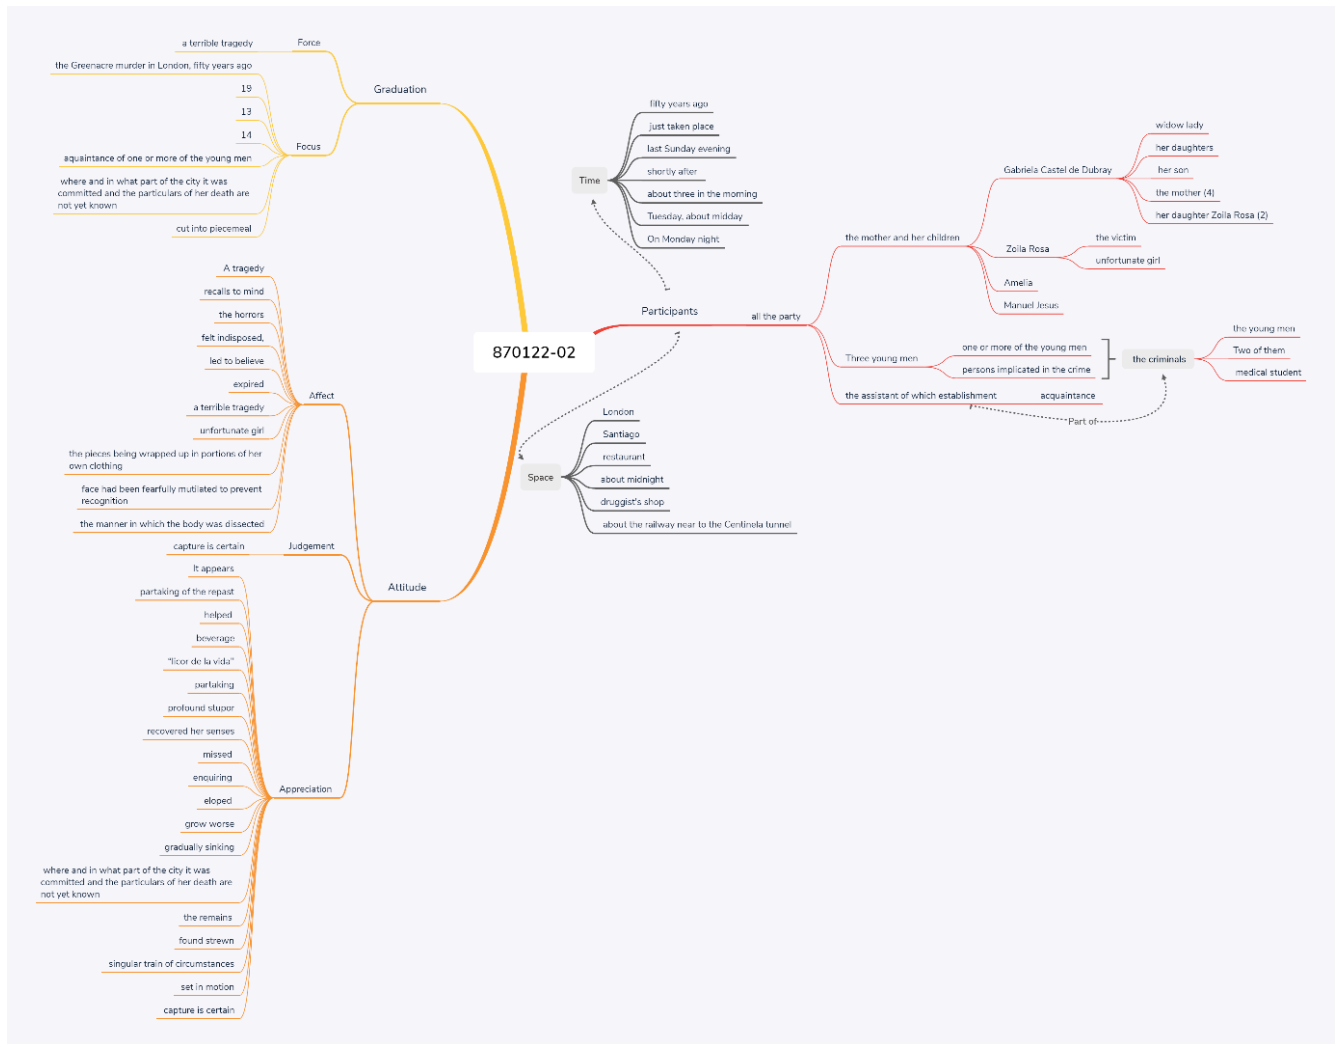 a terrible tragedy
Force
the Greenacre murder in London, fifty years ago
Graduation
19
13
14
Focus
aquaintance of one or more of the young men
where and in what part of the city it was
committed and the particulars of her death are
not yet known
cut into piecemeal
A tragedy
recalls to mind
the horrors
felt indisposed,
led to believe
expired
Affect
a terrible tragedy
unfortunate girl
the pieces being wrapped up in portions of her
own clothing
face had been fearfully mutilated to prevent
recognition
the manner in which the body was dissected
capture is certain
Judgement
Attitude
It appears
partaking of the repast
helped
beverage
"licor de la vida"
partaking
profound stupor
recovered her senses
missed
enquiring
Appreciation
eloped
grow worse
gradually sinking
where and in what part of the city it was
committed and the particulars of her death are
not yet known
the remains
found strewn
singular train of circumstances
set in motion
capture is certain
870122-02
Time
fifty years ago
just taken place
last Sunday evening
shortly after
about three in the morning
Tuesday, about midday
On Monday night
Participants
all the party
the mother and her children
Gabriela Castel de Dubray
widow lady
her daughters
her son
the mother (4)
her daughter Zoila Rosa (2)
Zoila Rosa
the victim
unfortunate girl
Amelia
Manuel Jesus
Three young men
one or more of the young men
persons implicated in the crime
the criminals
the young men
Two of them
medical student
the assistant of which establishment
acquaintance
Part of
Space
London
Santiago
restaurant
about midnight
druggist's shop
about the railway near to the Centinela tunnel